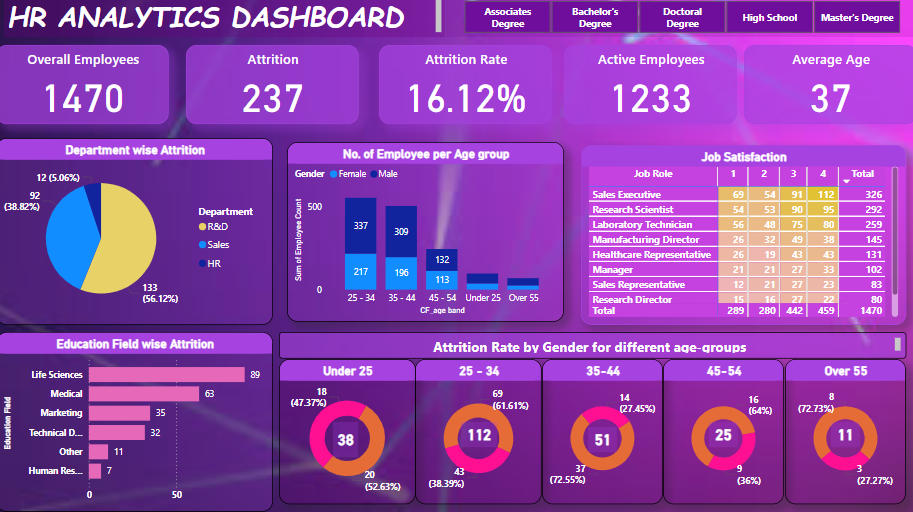 HR ANALYTICS DASHBOARD
Associates Degree
Bachelor's Degree
Doctoral Degree
High School
Master's Degree
Overall Employees
1470
Attrition
237
Attrition Rate
16.12%
Active Employees
1233
Average Age
37
Department wise Attrition
12 (5.06%)
92
(38.82%)
133
(56.12%)
Department
R&D
Sales
HR
No. of Employee per Age group
Gender Female Male
Sum of Employee Count
500
0
337
217
309
196
132
113
25 - 34 35 - 44 45 - 54 Under 25 Over 55
CF_age band
Job Satisfaction
Job Role 1 2 3 4 Total
Sales Executive 69 54 91 112 326
Research Scientist 54 53 90 95 292
Laboratory Technician 56 48 75 80 259
Manufacturing Director 26 32 49 38 145
Healthcare Representative 26 19 43 43 131
Manager 21 21 27 33 102
Sales Representative 12 21 27 23 83
Research Director 15 16 27 22 80
Total 289 280 442 459 1470
Education Field wise Attrition
Education Field
Life Sciences 89
Medical 63
Marketing 35
Technical D... 32
Other 11
Human Res... 7
0 50
Attrition Rate by Gender for different age-groups
Under 25
18
(47.37%)
38
20
(52.63%)
25 - 34
69
(61.61%)
112
43
(38.39%)
35-44
14
(27.45%)
51
37
(72.55%)
45-54
16
(64%)
25
9
(36%)
Over 55
8
(72.73%)
11
3
(27.27%)